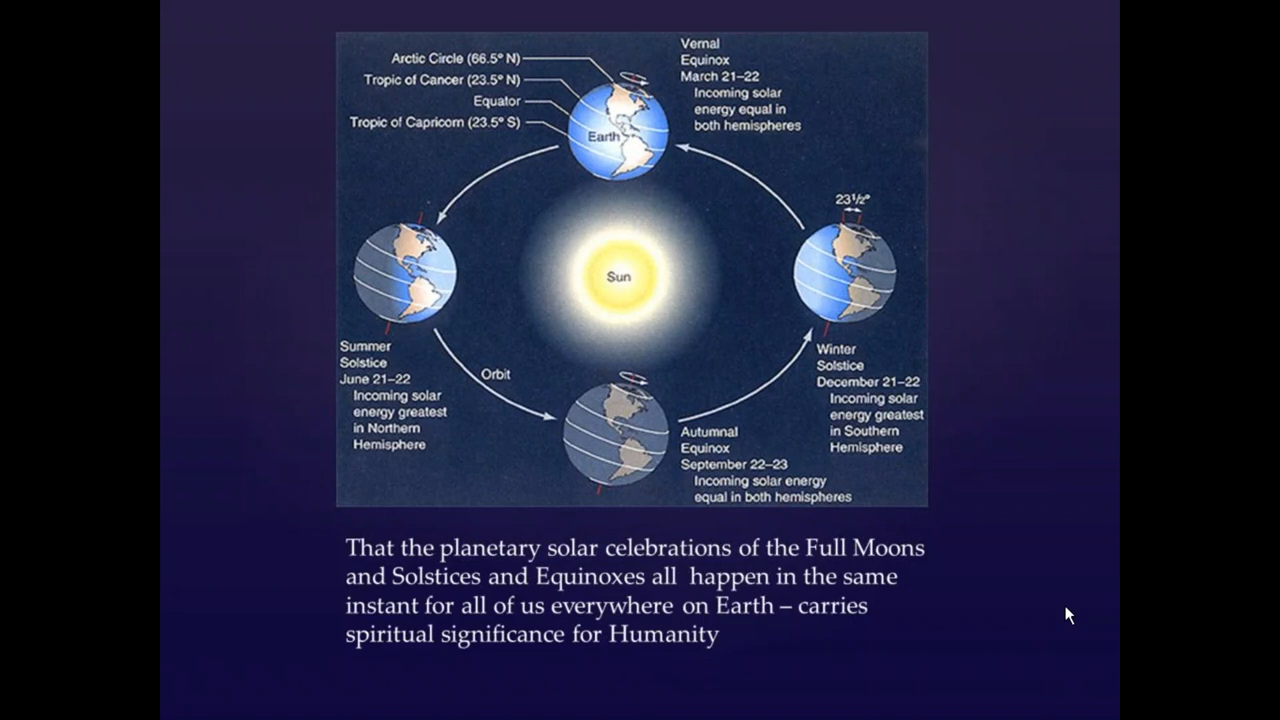 Arctic Circle (66.5° N)
Tropic of Cancer (23.5° N)
Equator
Tropic of Capricorn (23.5° S)
Earth
Vernal
Equinox
March 21–22
Incoming solar
energy equal in
both hemispheres
23½°
Sun
Summer
Solstice
June 21–22
Incoming solar
energy greatest
in Northern
Hemisphere
Orbit
Winter
Solstice
December 21–22
Incoming solar
energy greatest
in Southern
Hemisphere
Autumnal
Equinox
September 22–23
Incoming solar energy
equal in both hemispheres
That the planetary solar celebrations of the Full Moons
and Solstices and Equinoxes all happen in the same
instant for all of us everywhere on Earth – carries
spiritual significance for Humanity